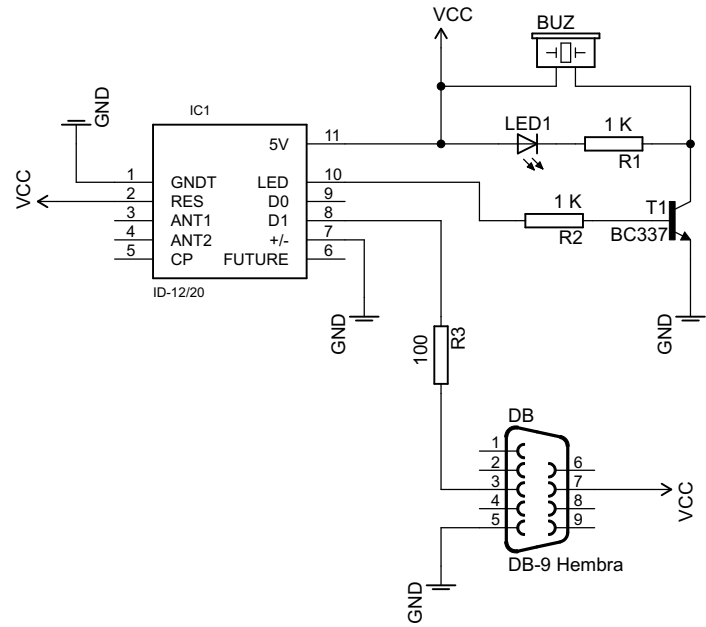 VCC
BUZ
GND
IC1
LED1
1 K
R1
5V 11
1 GNDT
LED 10
VCC
2 RES
D0 9
3 ANT1
D1 8
4 ANT2
+/- 7
5 CP
FUTURE 6
ID-12/20
1 K
R2
T1
BC337
GND
GND
100
R3
DB
1
2
3
4
5
6
7
8
9
VCC
DB-9 Hembra
GND